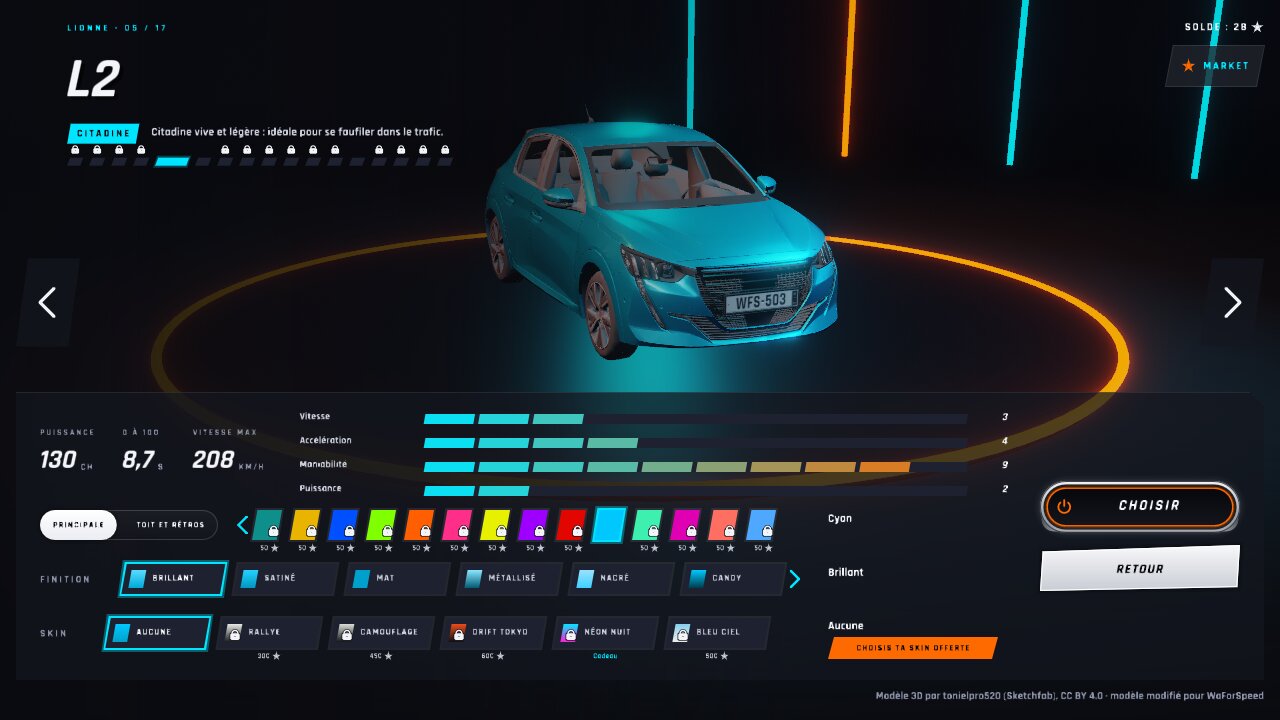 LIONNE · 05 / 17
SOLDE : 28 ★
★ MARKET
L2
CITADINE
Citadine vive et légère : idéale pour se faufiler dans le trafic.
WFS-503
PUISSANCE
0 À 100
VITESSE MAX
130 CH
8,7 S
208 KM/H
Vitesse
3
Accélération
4
Maniabilité
9
Puissance
2
PRINCIPALE
TOIT ET RÉTROS
50 ★
50 ★
50 ★
50 ★
50 ★
50 ★
50 ★
50 ★
50 ★
50 ★
50 ★
50 ★
50 ★
Cyan
CHOISIR
FINITION
BRILLANT
SATINÉ
MAT
MÉTALLISÉ
NACRÉ
CANDY
Brillant
RETOUR
SKIN
AUCUNE
RALLYE
CAMOUFLAGE
DRIFT TOKYO
NÉON NUIT
BLEU CIEL
Aucune
300 ★
450 ★
600 ★
Cadeau
500 ★
CHOISIS TA SKIN OFFERTE
Modèle 3D par tonielpro520 (Sketchfab), CC BY 4.0 · modèle modifié pour WaForSpeed